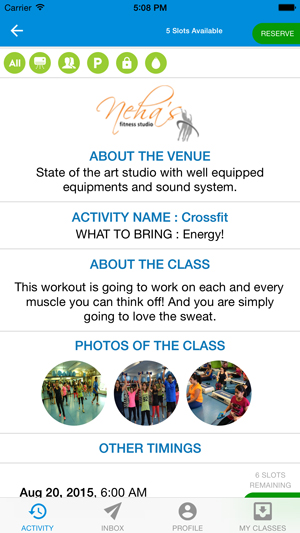 Carrier 5:08 PM
5 Slots Available RESERVE
All P
Neha's
fitness studio
ABOUT THE VENUE
State of the art studio with well equipped
equipments and sound system.
ACTIVITY NAME : Crossfit
WHAT TO BRING : Energy!
ABOUT THE CLASS
This workout is going to work on each and every
muscle you can think off! And you are simply
going to love the sweat.
PHOTOS OF THE CLASS
OTHER TIMINGS
6 SLOTS
REMAINING
Aug 20, 2015, 6:00 AM
ACTIVITY INBOX PROFILE MY CLASSES